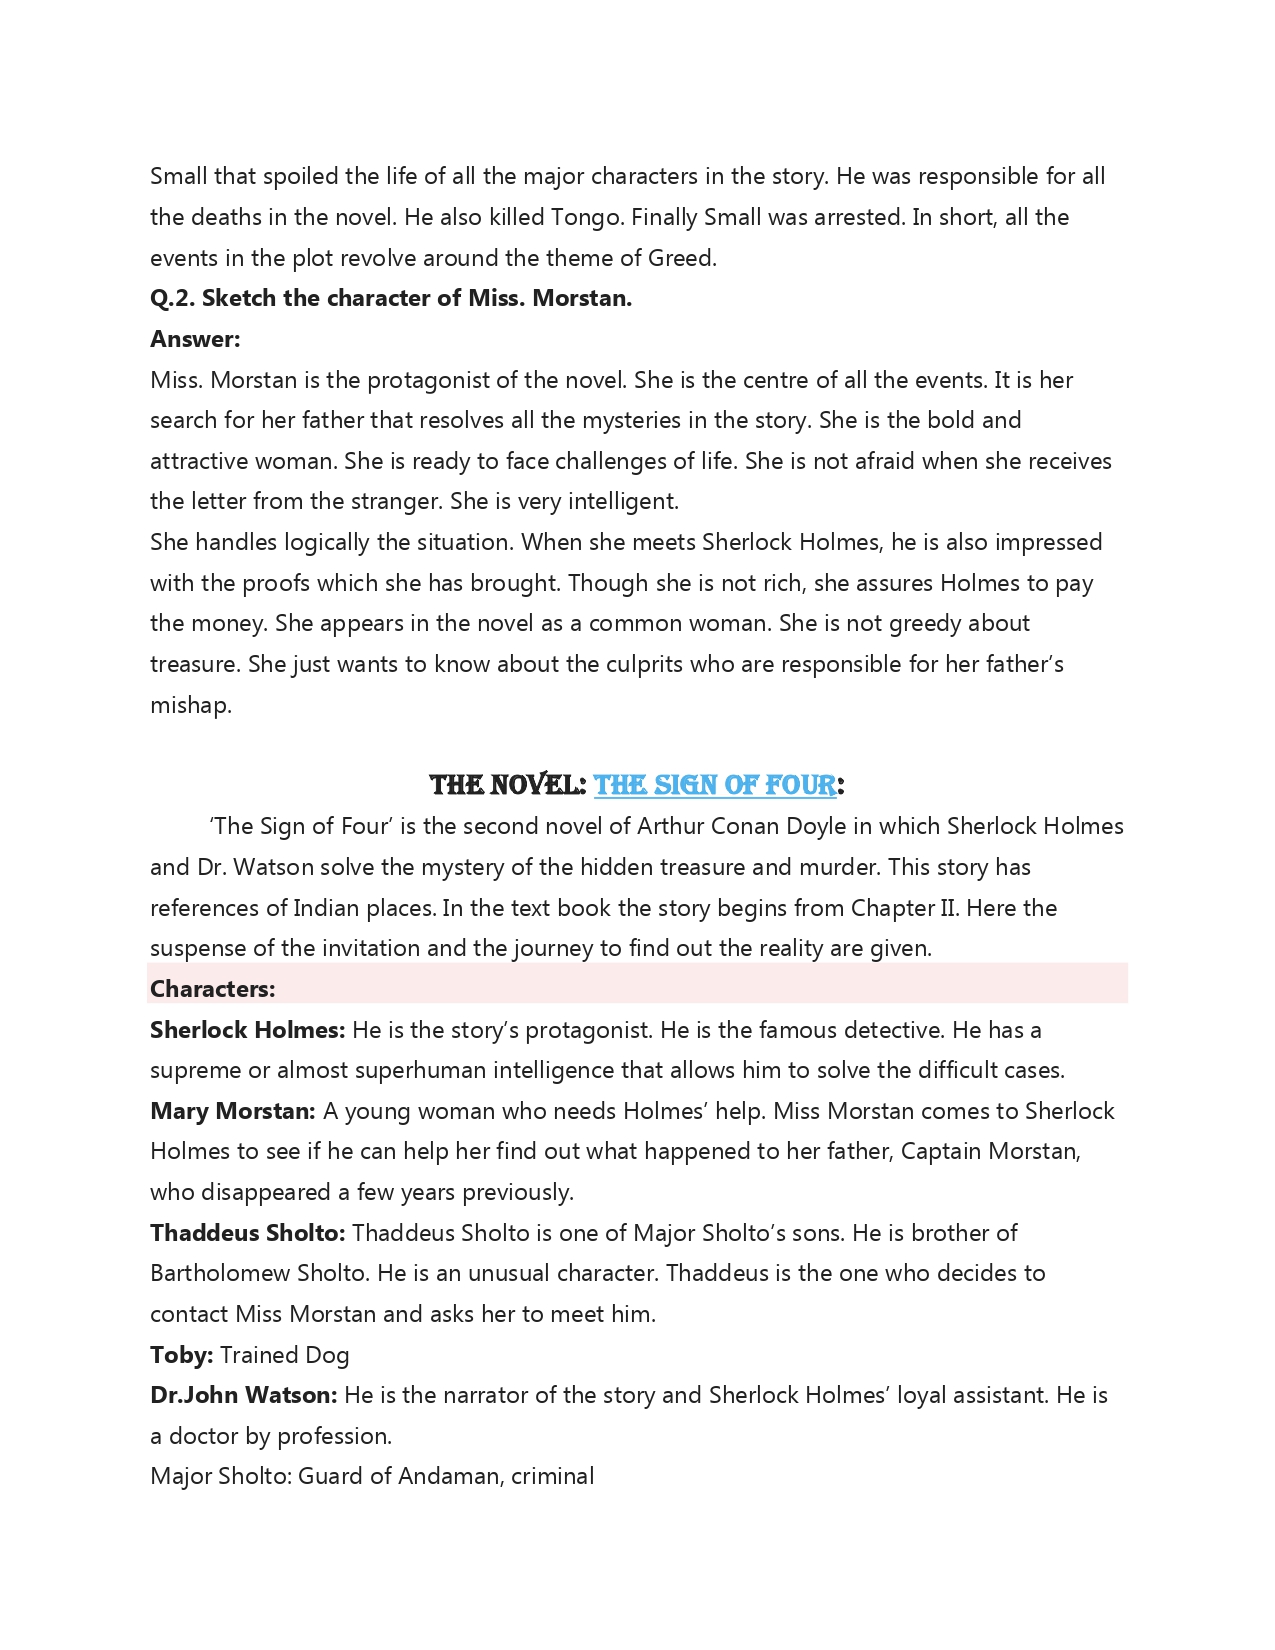 Small that spoiled the life of all the major characters in the story. He was responsible for all
the deaths in the novel. He also killed Tongo. Finally Small was arrested. In short, all the
events in the plot revolve around the theme of Greed.
Q.2. Sketch the character of Miss. Morstan.
Answer:
Miss. Morstan is the protagonist of the novel. She is the centre of all the events. It is her
search for her father that resolves all the mysteries in the story. She is the bold and
attractive woman. She is ready to face challenges of life. She is not afraid when she receives
the letter from the stranger. She is very intelligent.
She handles logically the situation. When she meets Sherlock Holmes, he is also impressed
with the proofs which she has brought. Though she is not rich, she assures Holmes to pay
the money. She appears in the novel as a common woman. She is not greedy about
treasure. She just wants to know about the culprits who are responsible for her father’s
mishap.
THE NOVEL: THE SIGN OF FOUR:
‘The Sign of Four’ is the second novel of Arthur Conan Doyle in which Sherlock Holmes
and Dr. Watson solve the mystery of the hidden treasure and murder. This story has
references of Indian places. In the text book the story begins from Chapter II. Here the
suspense of the invitation and the journey to find out the reality are given.
Characters:
Sherlock Holmes: He is the story’s protagonist. He is the famous detective. He has a
supreme or almost superhuman intelligence that allows him to solve the difficult cases.
Mary Morstan: A young woman who needs Holmes’ help. Miss Morstan comes to Sherlock
Holmes to see if he can help her find out what happened to her father, Captain Morstan,
who disappeared a few years previously.
Thaddeus Sholto: Thaddeus Sholto is one of Major Sholto’s sons. He is brother of
Bartholomew Sholto. He is an unusual character. Thaddeus is the one who decides to
contact Miss Morstan and asks her to meet him.
Toby: Trained Dog
Dr.John Watson: He is the narrator of the story and Sherlock Holmes’ loyal assistant. He is
a doctor by profession.
Major Sholto: Guard of Andaman, criminal